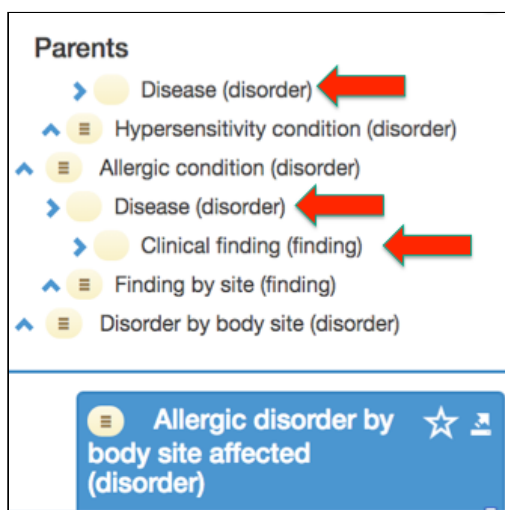 Parents
Disease (disorder)
Hypersensitivity condition (disorder)
Allergic condition (disorder)
Disease (disorder)
Clinical finding (finding)
Finding by site (finding)
Disorder by body site (disorder)
Allergic disorder by
body site affected
(disorder)